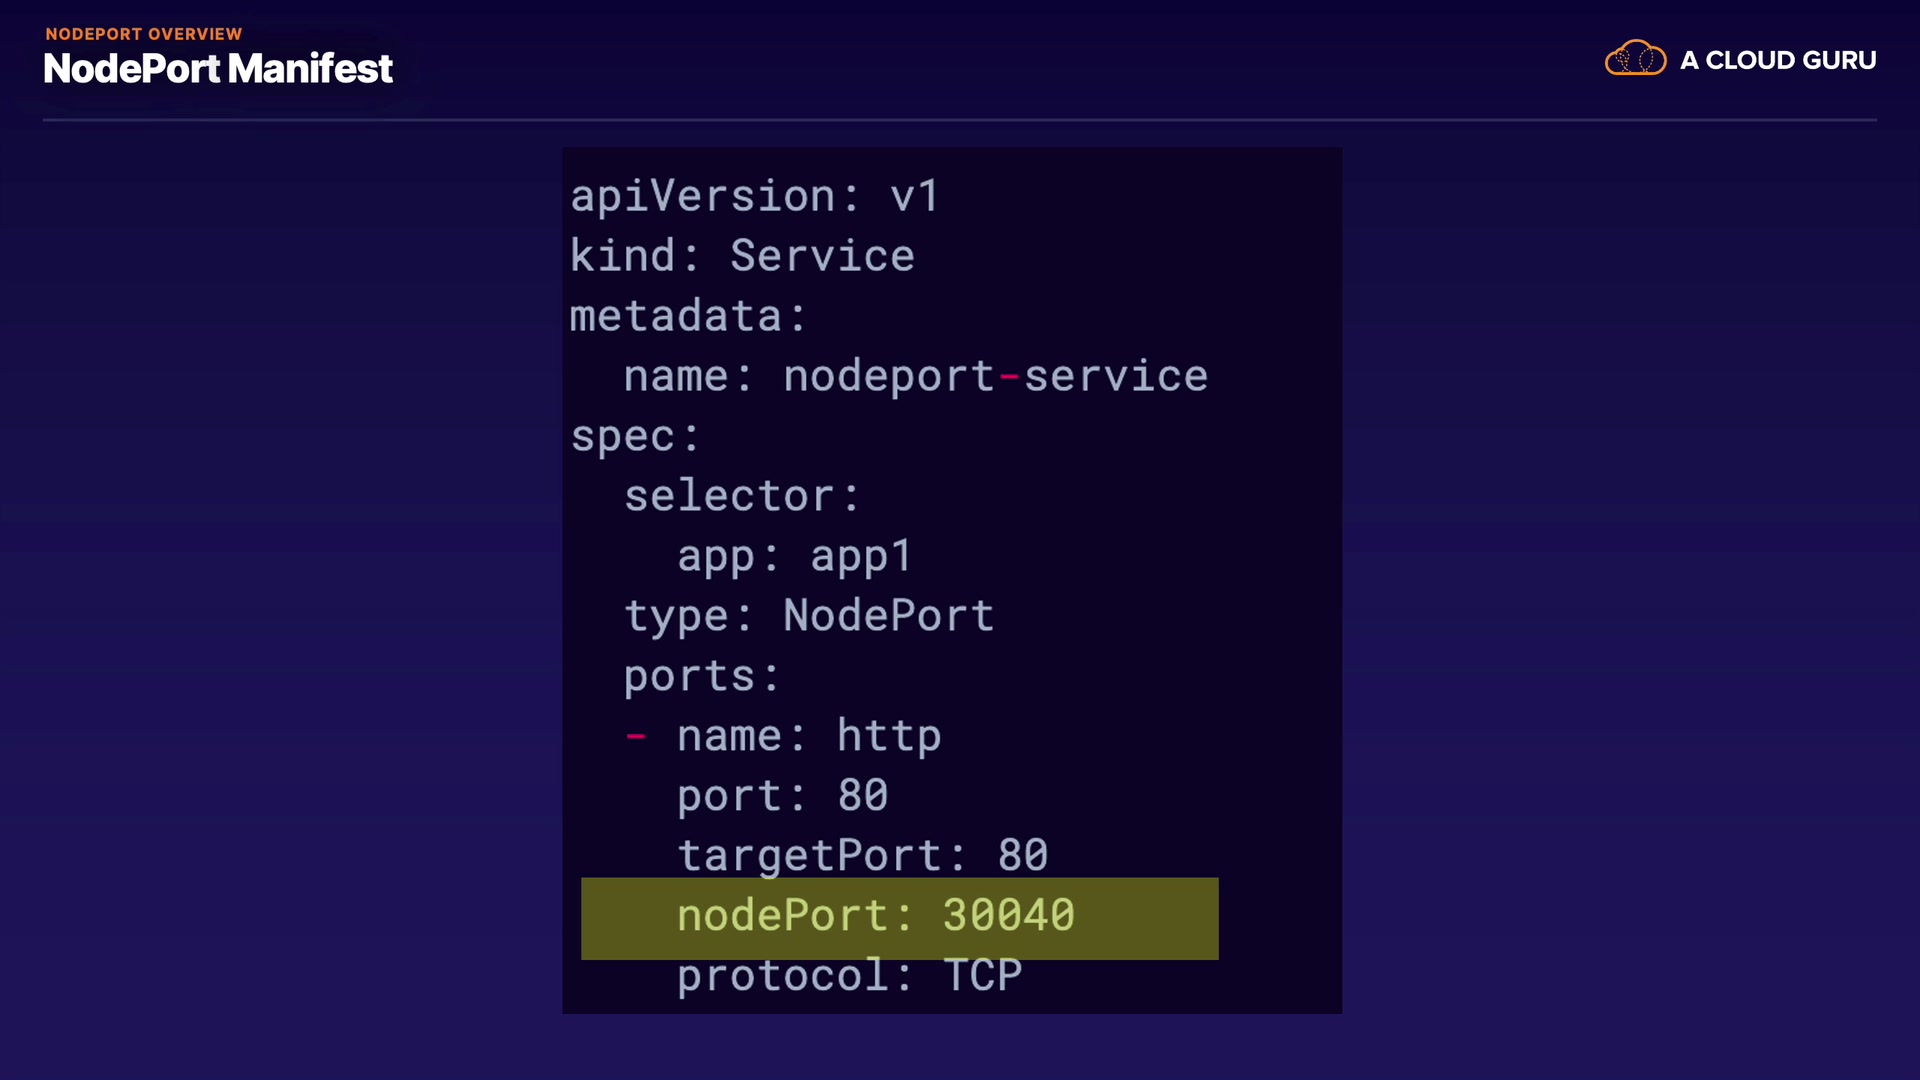 NODEPORT OVERVIEW
NodePort Manifest
A CLOUD GURU
apiVersion: v1
kind: Service
metadata:
  name: nodeport-service
spec:
  selector:
    app: app1
  type: NodePort
  ports:
  - name: http
    port: 80
    targetPort: 80
    nodePort: 30040
    protocol: TCP